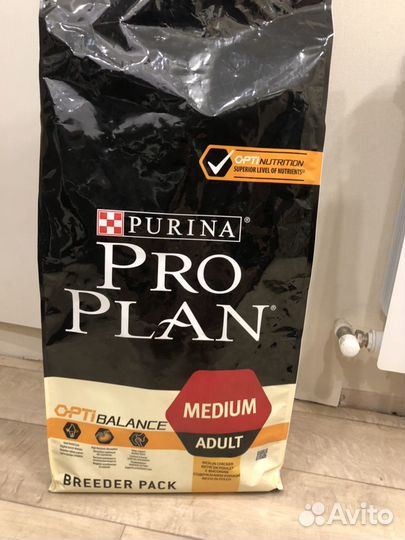 OPTINUTRITION
SUPERIOR LEVEL OF NUTRIENTS
PURINA®
PRO
PLAN®
OPTIBALANCE
MEDIUM
ADULT
BREEDER PACK
Avito